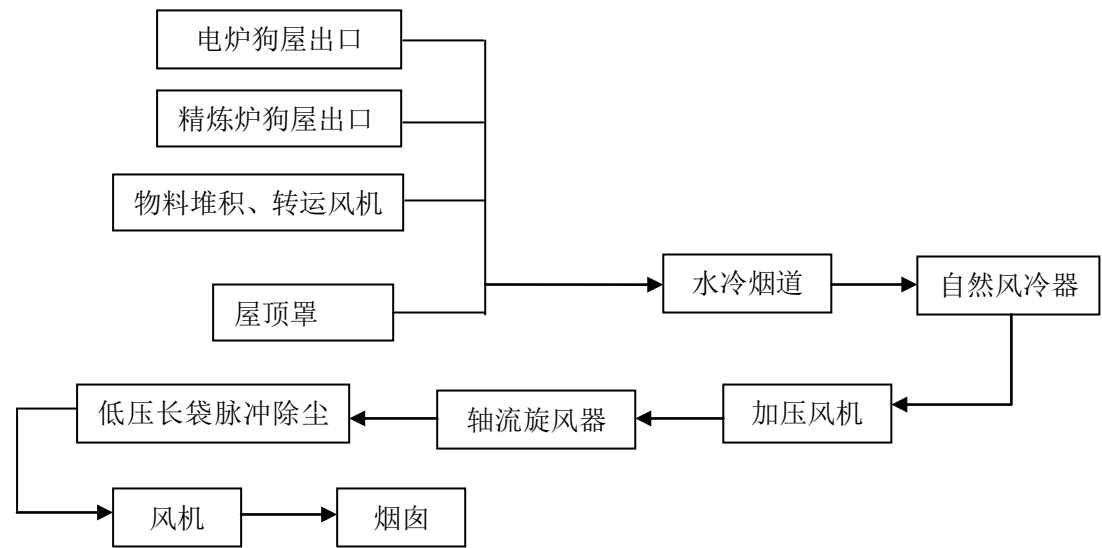 电炉狗屋出口
精炼炉狗屋出口
物料堆积、转运风机
屋顶罩
水冷烟道
自然风冷器
加压风机
轴流旋风器
低压长袋脉冲除尘
风机
烟囱